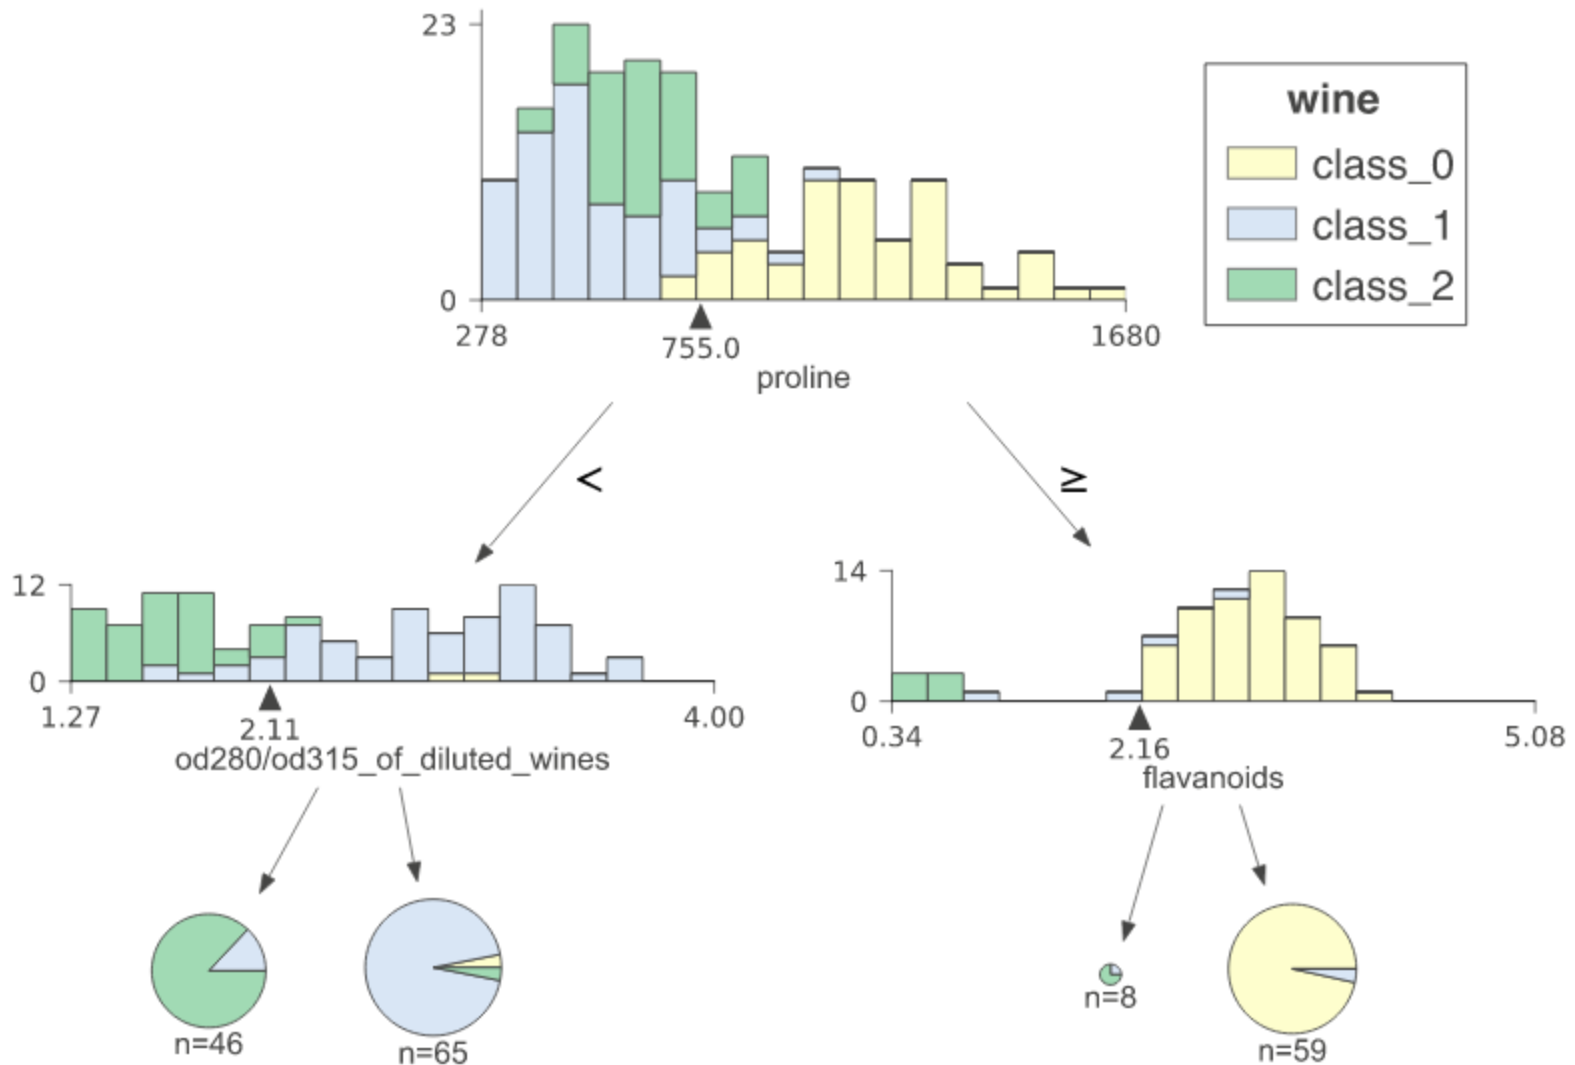 23
0
278
755.0
1680
proline
wine
class_0
class_1
class_2
<
≥
12
0
1.27
2.11
4.00
od280/od315_of_diluted_wines
14
0
0.34
2.16
5.08
flavanoids
n=46
n=65
n=8
n=59